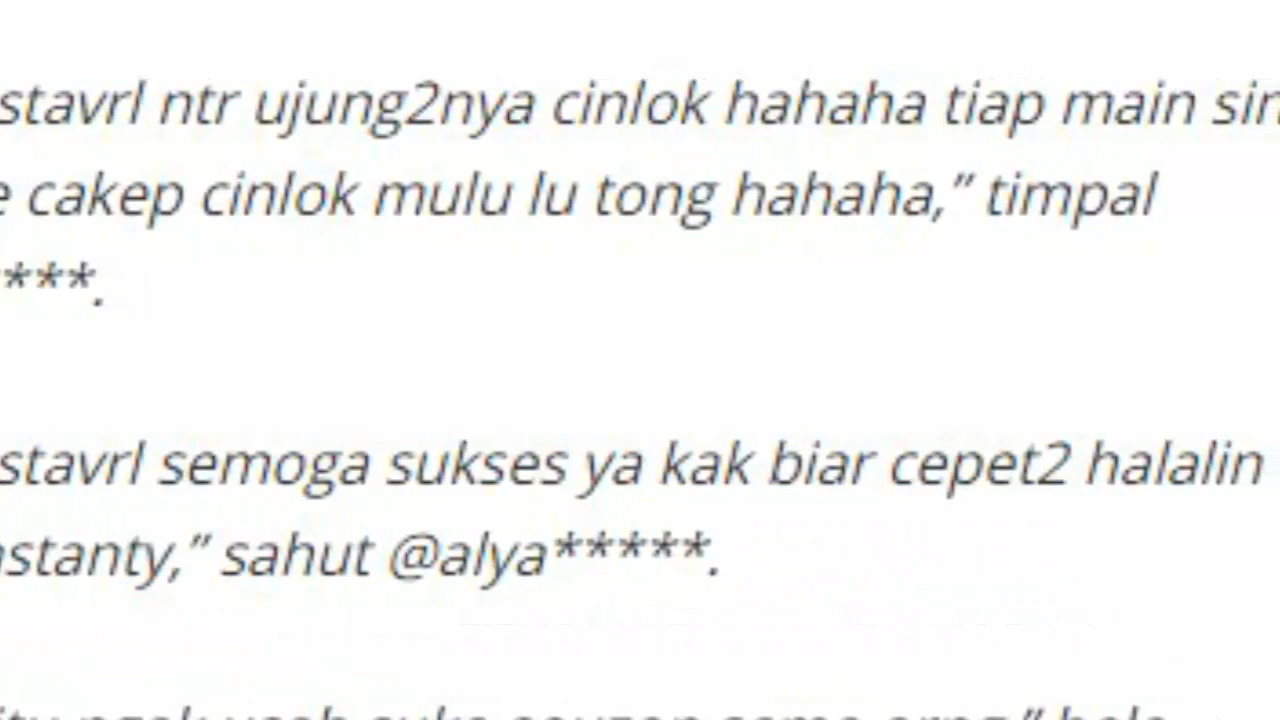 stavrl ntr ujung2nya cinlok hahaha tiap main sin
e cakep cinlok mulu lu tong hahaha,” timpal
****.
stavrl semoga sukses ya kak biar cepet2 halalin
nstanty,” sahut @alya*****.